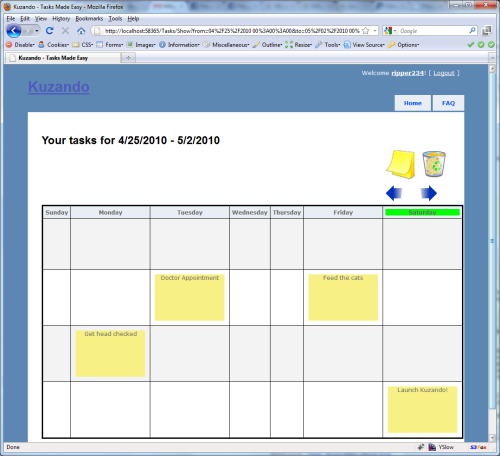 Kuzando - Tasks Made Easy - Mozilla Firefox
File Edit View History Bookmarks Tools Help
http://localhost:58365/Tasks/Show?from=04%2F25%2F2010 00%3A00%3A00&to=05%2F02%2F2010 00%
Google
Disable Cookies CSS Forms Images Information Miscellaneous Outline Resize Tools View Source Options
Kuzando - Tasks Made Easy
Welcome ripper234! [ Logout ]
Kuzando
Home FAQ
Your tasks for 4/25/2010 - 5/2/2010
Sunday Monday Tuesday Wednesday Thursday Friday Saturday
Doctor Appointment Feed the cats
Get head checked
Launch Kuzando!
Done YSlow